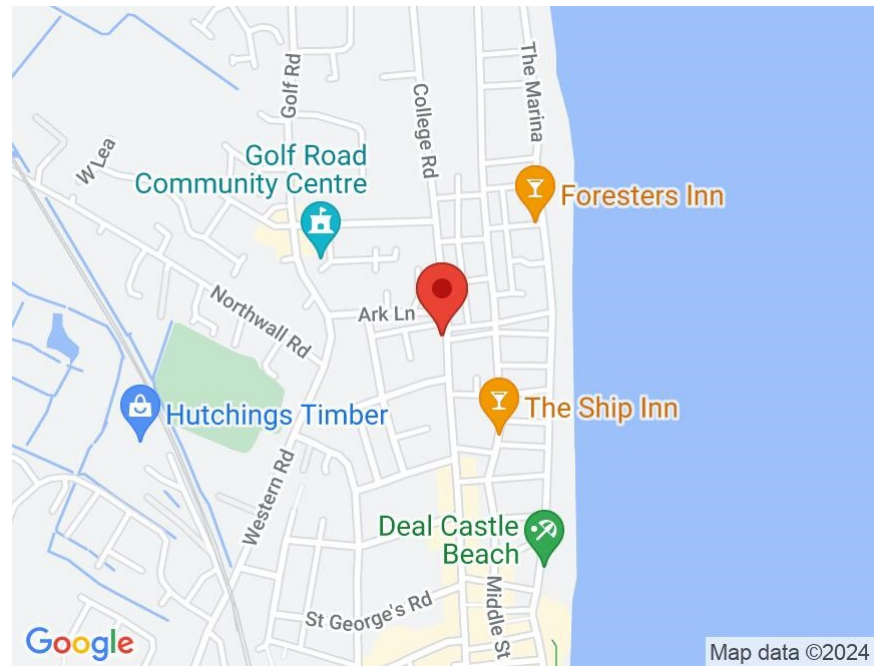 The Marina
Golf Rd
College Rd
W Lea
Golf Road
Community Centre
Foresters Inn
Northwall Rd
Ark Ln
Hutchings Timber
The Ship Inn
Western Rd
Deal Castle
Beach
St George's Rd
Middle St
Google
Map data ©2024